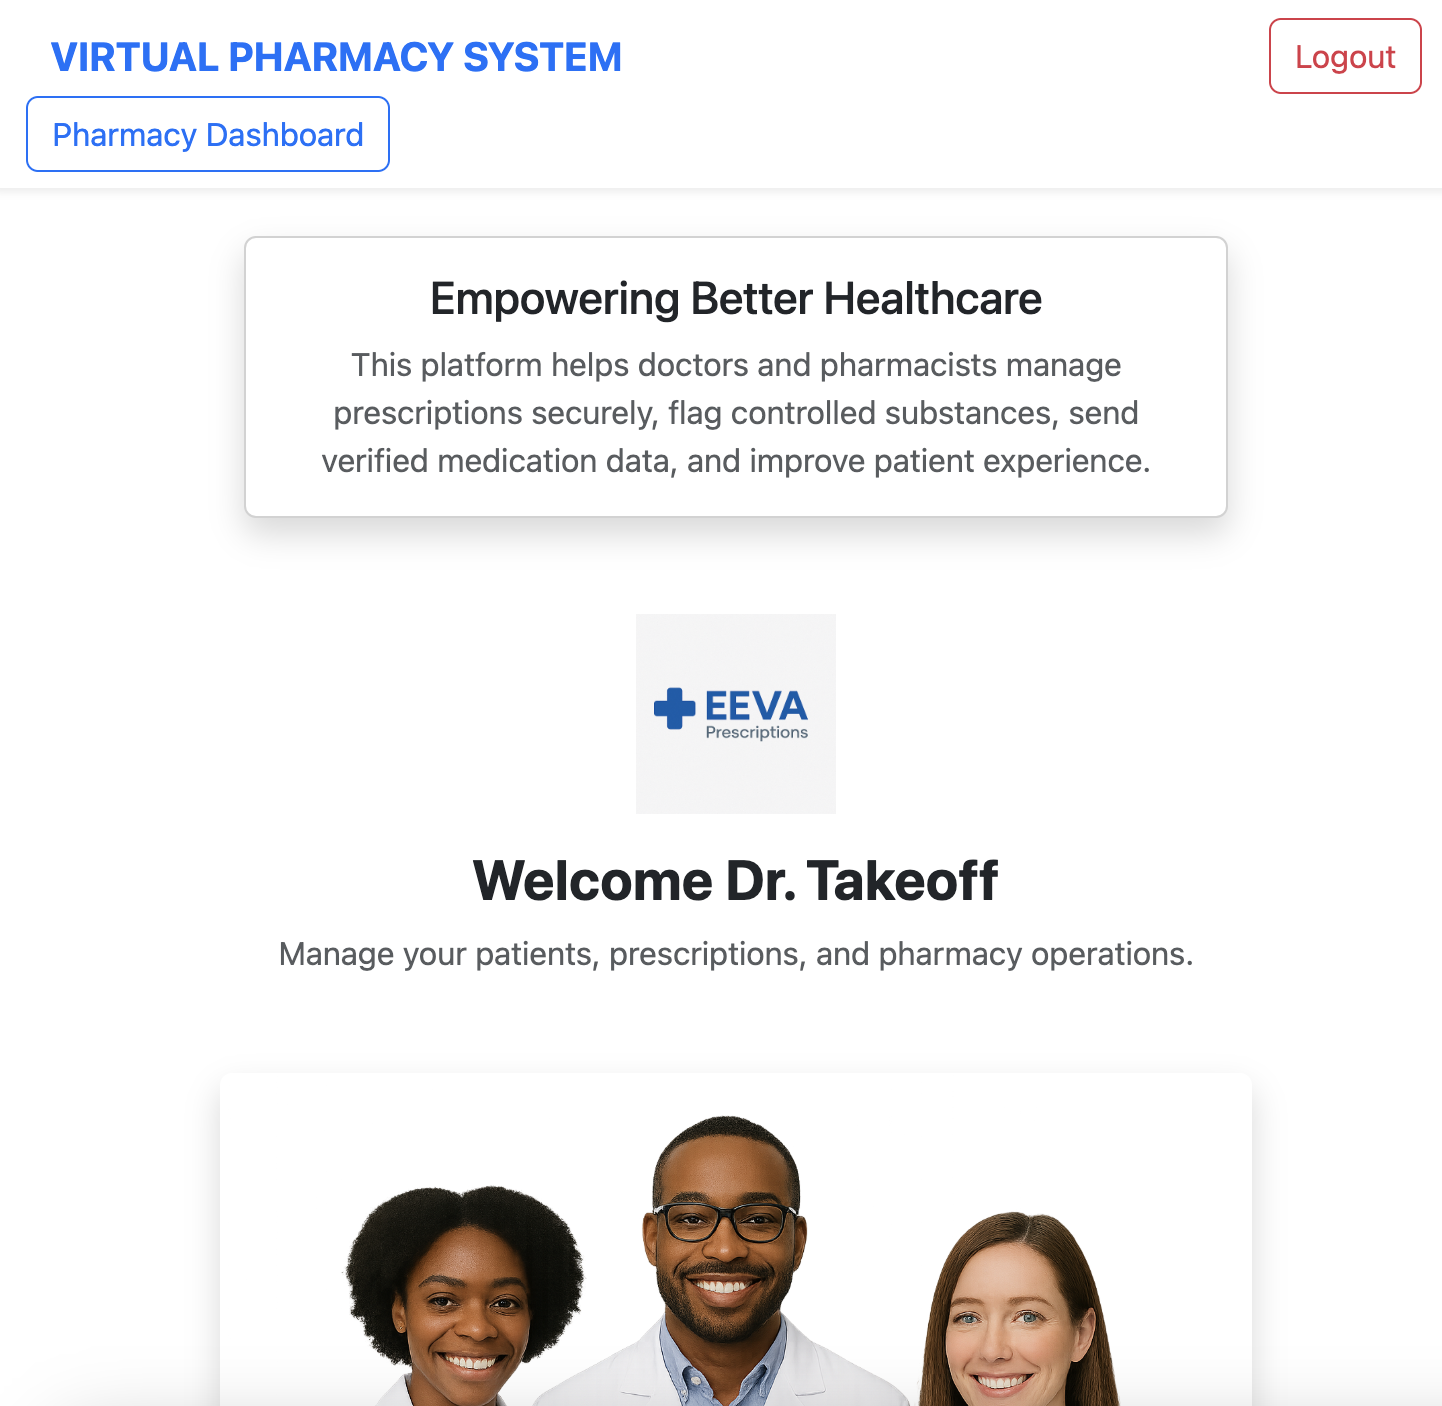 VIRTUAL PHARMACY SYSTEM
Logout
Pharmacy Dashboard
Empowering Better Healthcare
This platform helps doctors and pharmacists manage
prescriptions securely, flag controlled substances, send
verified medication data, and improve patient experience.
EEVA
Prescriptions
Welcome Dr. Takeoff
Manage your patients, prescriptions, and pharmacy operations.